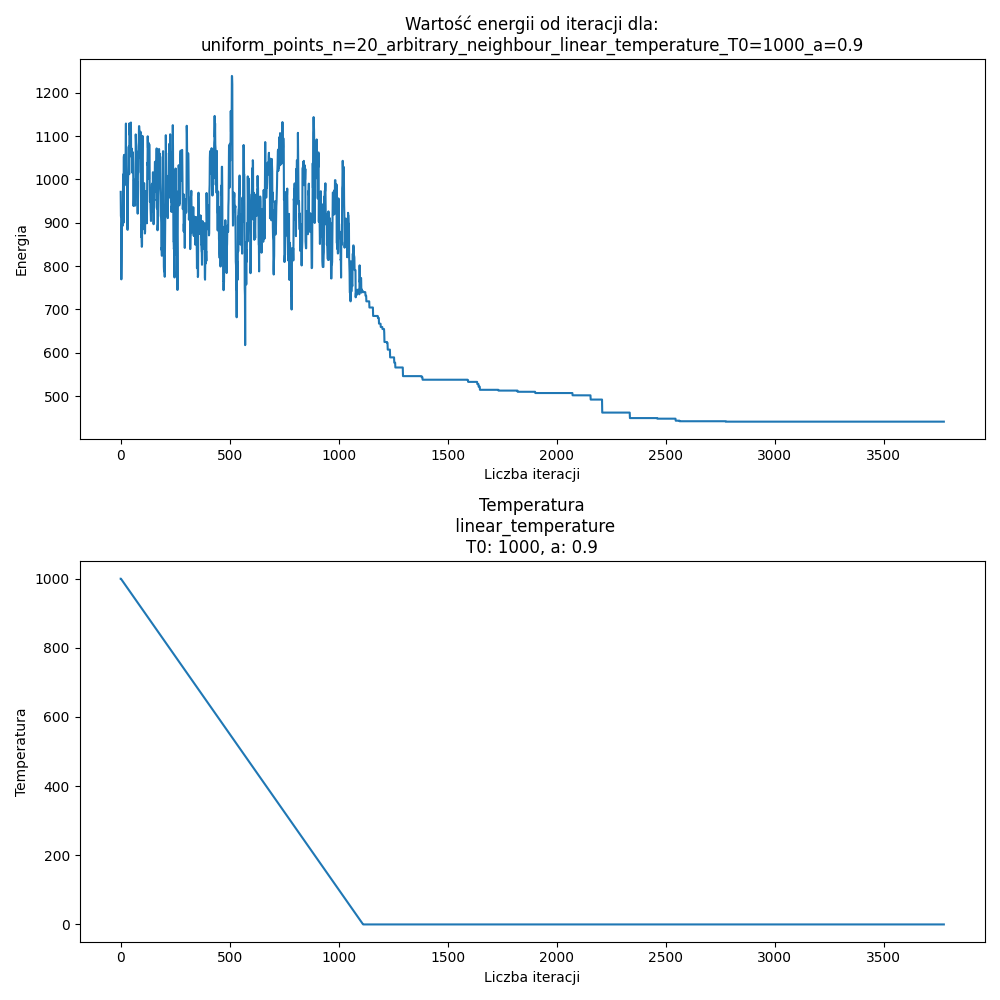 Wartość energii od iteracji dla:
uniform_points_n=20_arbitrary_neighbour_linear_temperature_T0=1000_a=0.9
1200
1100
1000
900
800
700
600
500
Energia
0 500 1000 1500 2000 2500 3000 3500
Liczba iteracji
Temperatura
linear_temperature
T0: 1000, a: 0.9
1000
800
600
400
200
0
Temperatura
0 500 1000 1500 2000 2500 3000 3500
Liczba iteracji